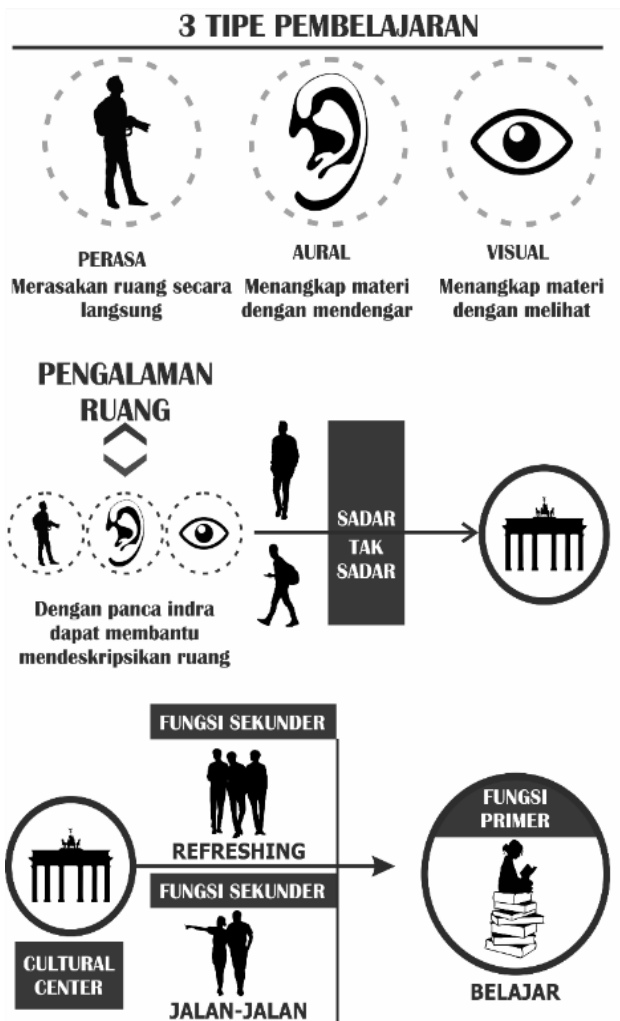 3 TIPE PEMBELAJARAN
PERASA
Merasakan ruang secara
langsung
AURAL
Menangkap materi
dengan mendengar
VISUAL
Menangkap materi
dengan melihat
PENGALAMAN
RUANG
Dengan panca indra
dapat membantu
mendeskripsikan ruang
SADAR
TAK
SADAR
FUNGSI SEKUNDER
REFRESHING
FUNGSI SEKUNDER
JALAN-JALAN
CULTURAL
CENTER
FUNGSI
PRIMER
BELAJAR